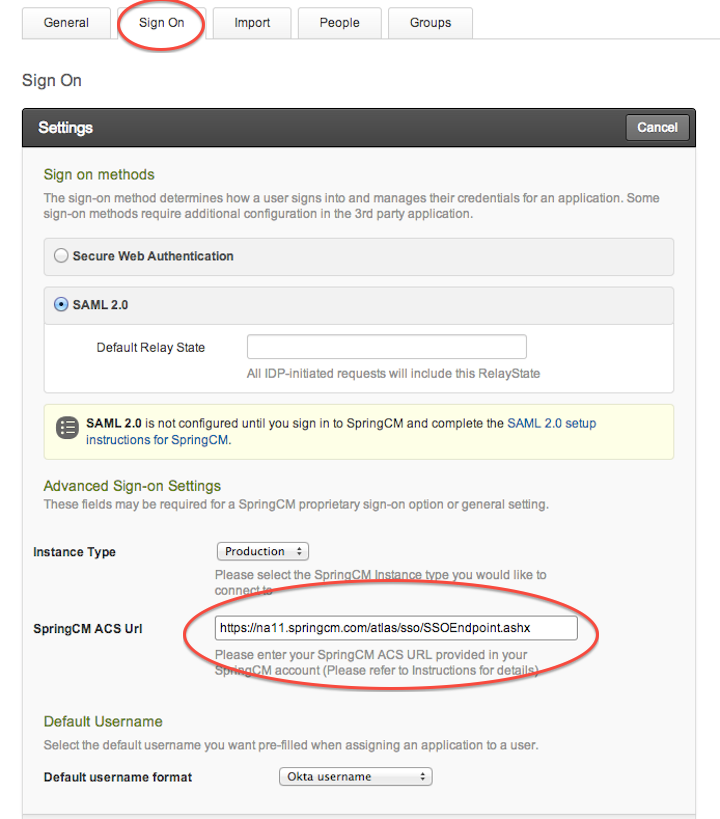 General Sign On Import People Groups
Sign On
Settings Cancel
Sign on methods
The sign-on method determines how a user signs into and manages their credentials for an application. Some
sign-on methods require additional configuration in the 3rd party application.
Secure Web Authentication
SAML 2.0
Default Relay State
All IDP-initiated requests will include this RelayState
SAML 2.0 is not configured until you sign in to SpringCM and complete the SAML 2.0 setup
instructions for SpringCM.
Advanced Sign-on Settings
These fields may be required for a SpringCM proprietary sign-on option or general setting.
Instance Type Production
Please select the SpringCM Instance type you would like to
connect to
SpringCM ACS Url https://na11.springcm.com/atlas/sso/SSOEndpoint.ashx
Please enter your SpringCM ACS URL provided in your
SpringCM account (Please refer to Instructions for details)
Default Username
Select the default username you want pre-filled when assigning an application to a user.
Default username format Okta username